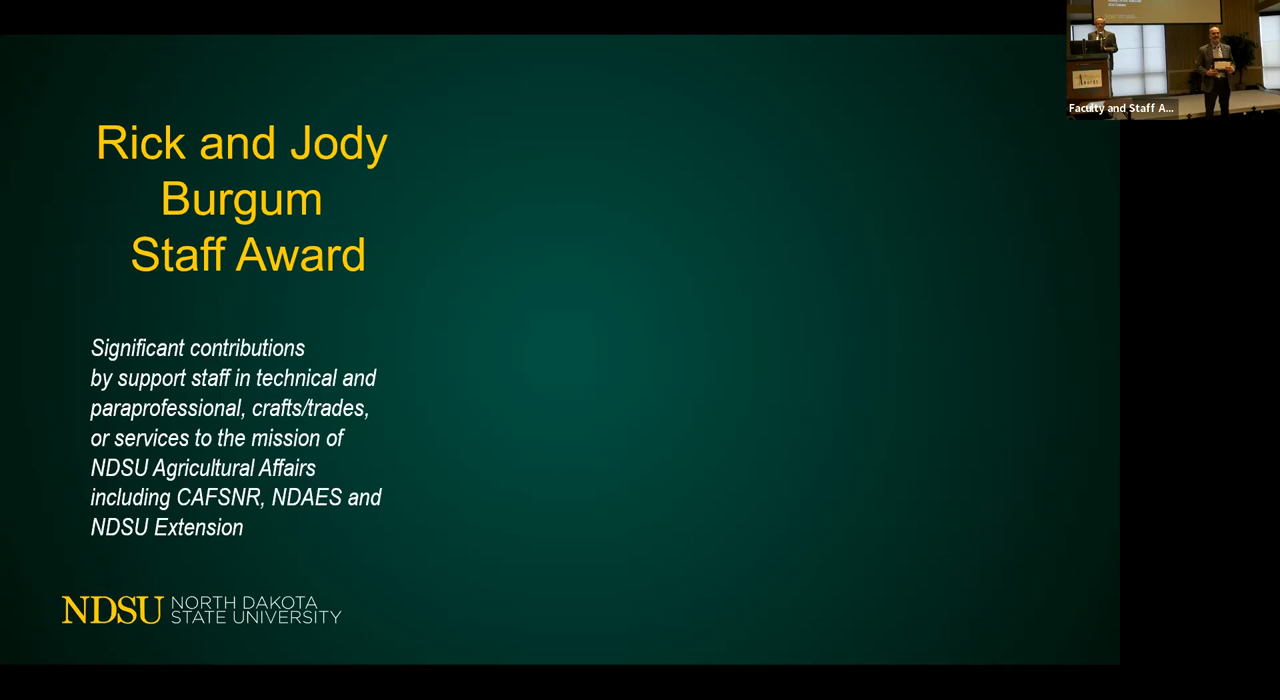 Rick and Jody
Burgum
Staff Award
Significant contributions
by support staff in technical and
paraprofessional, crafts/trades,
or services to the mission of
NDSU Agricultural Affairs
including CAFSNR, NDAES and
NDSU Extension
NDSU NORTH DAKOTA
STATE UNIVERSITY
Faculty and Staff A...